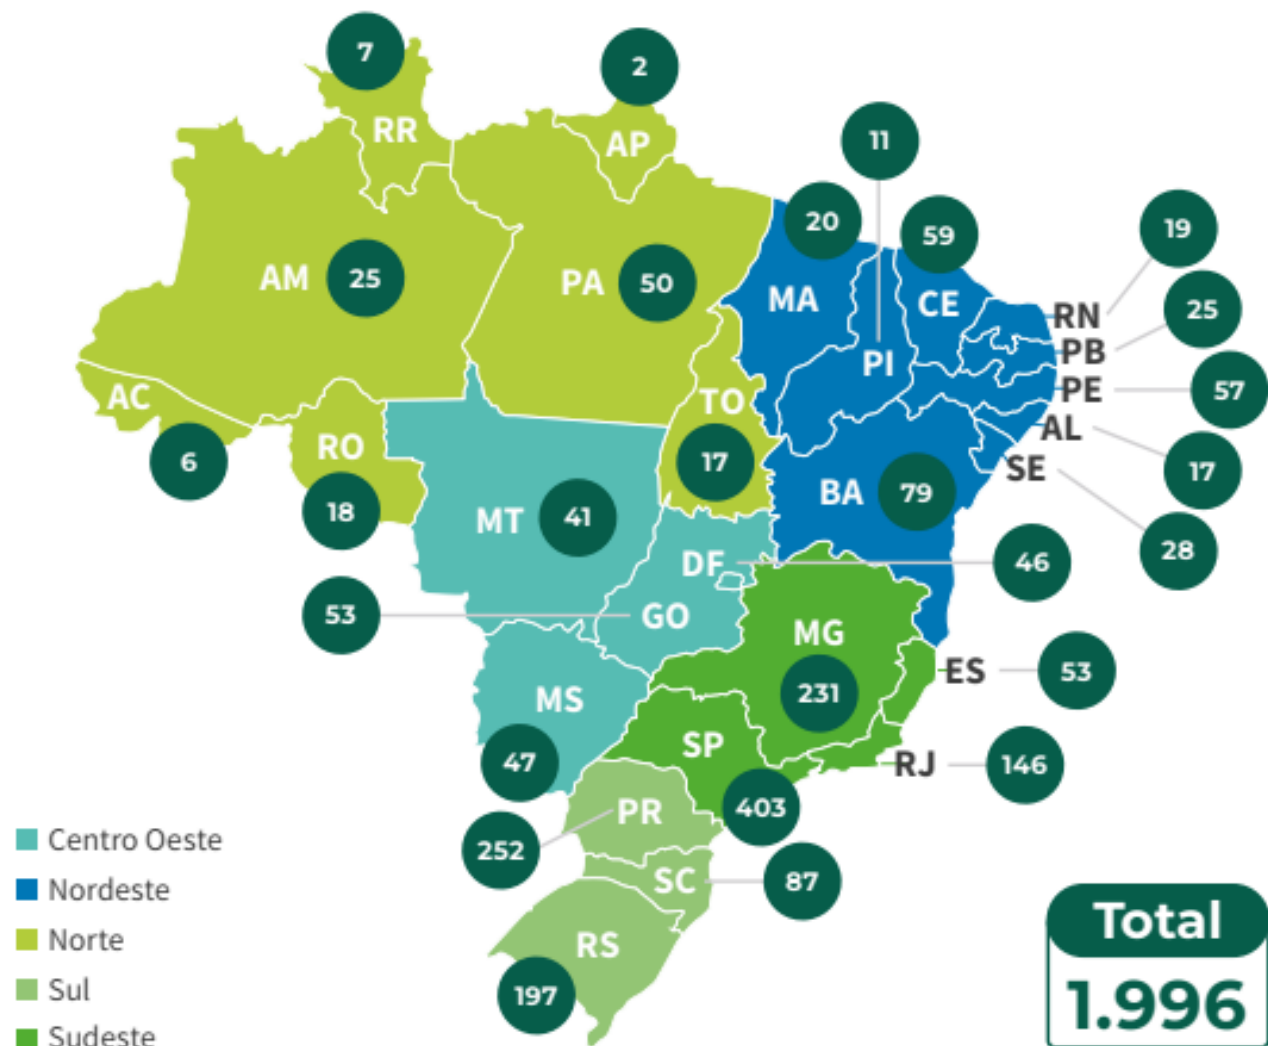 7
2
RR
AP
11
20
59
19
AM
25
PA
50
MA
CE
RN
25
PB
PI
PE
57
AC
TO
AL
6
RO
17
SE
17
18
MT
41
BA
79
28
DF
46
53
GO
MG
ES
53
MS
231
47
SP
RJ
146
403
PR
252
SC
87
RS
197
Centro Oeste
Nordeste
Norte
Sul
Sudeste
Total
1.996